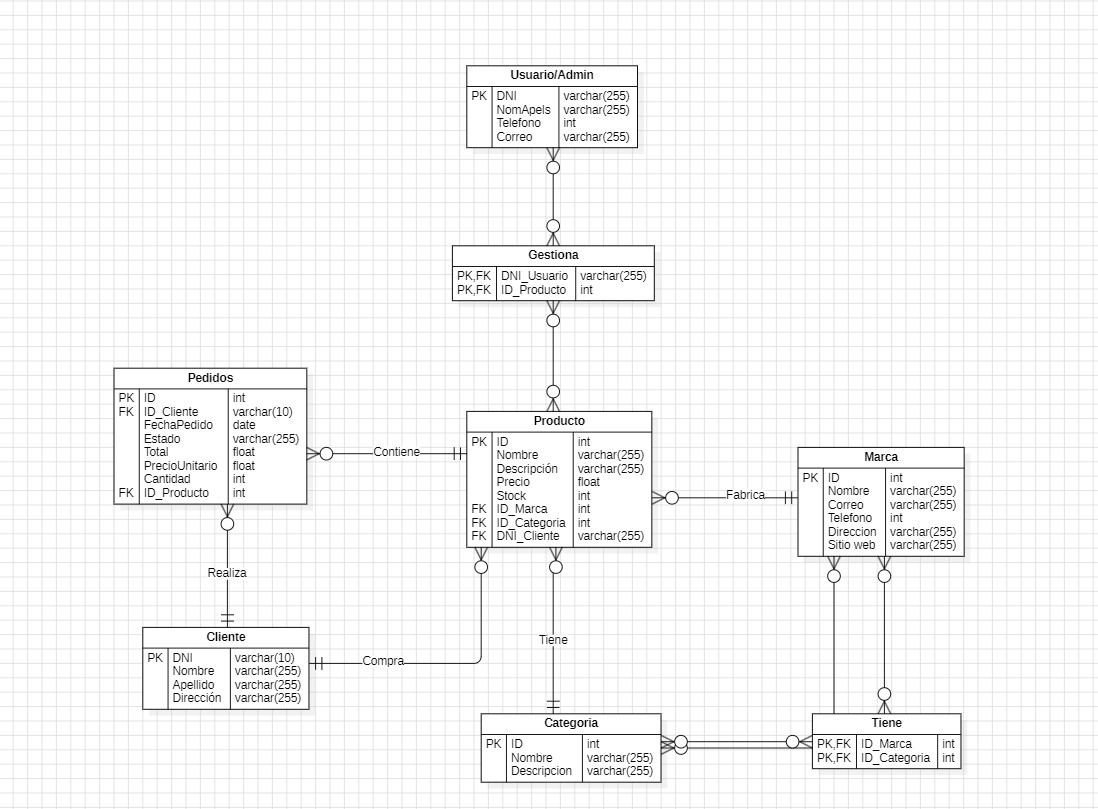 Usuario/Admin
PK DNI varchar(255)
NomApels varchar(255)
Telefono int
Correo varchar(255)
Gestiona
PK,FK DNI_Usuario varchar(255)
PK,FK ID_Producto int
Pedidos
PK ID int
FK ID_Cliente varchar(10)
FechaPedido date
Estado varchar(255)
Total float
PrecioUnitario float
Cantidad int
FK ID_Producto int
Contiene
Producto
PK ID int
Nombre varchar(255)
Descripción varchar(255)
Precio float
Stock int
FK ID_Marca int
FK ID_Categoria int
FK DNI_Cliente varchar(255)
Fabrica
Marca
PK ID int
Nombre varchar(255)
Correo varchar(255)
Telefono int
Direccion varchar(255)
Sitio web varchar(255)
Realiza
Cliente
PK DNI varchar(10)
Nombre varchar(255)
Apellido varchar(255)
Dirección varchar(255)
Compra
Tiene
Categoria
PK ID int
Nombre varchar(255)
Descripcion varchar(255)
Tiene
PK,FK ID_Marca int
PK,FK ID_Categoria int